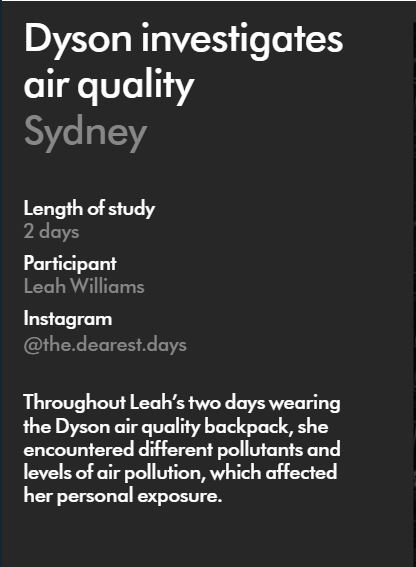 Dyson investigates
air quality
Sydney
Length of study
2 days
Participant
Leah Williams
Instagram
@the.dearest.days
Throughout Leah’s two days wearing
the Dyson air quality backpack, she
encountered different pollutants and
levels of air pollution, which affected
her personal exposure.